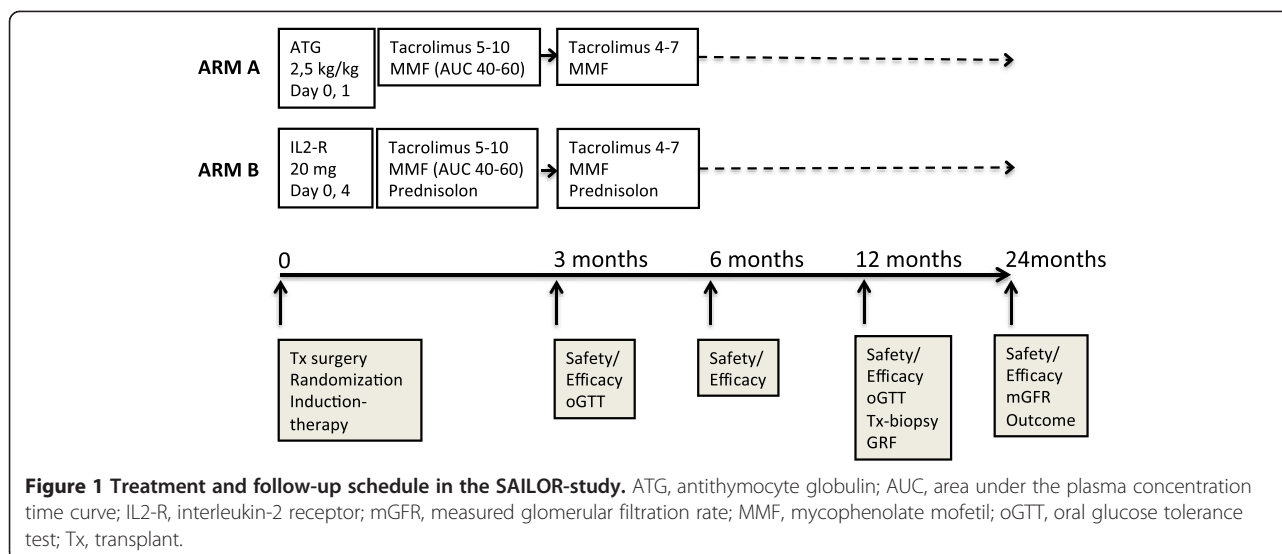 ARM A
ATG
2,5 kg/kg
Day 0, 1
Tacrolimus 5-10
MMF (AUC 40-60)
Tacrolimus 4-7
MMF
ARM B
IL2-R
20 mg
Day 0, 4
Tacrolimus 5-10
MMF (AUC 40-60)
Prednisolon
Tacrolimus 4-7
MMF
Prednisolon
0
3 months
6 months
12 months
24months
Tx surgery
Randomization
Induction-
therapy
Safety/
Efficacy
oGTT
Safety/
Efficacy
Safety/
Efficacy
oGTT
Tx-biopsy
GRF
Safety/
Efficacy
mGFR
Outcome
Figure 1 Treatment and follow-up schedule in the SAILOR-study. ATG, antithymocyte globulin; AUC, area under the plasma concentration
time curve; IL2-R, interleukin-2 receptor; mGFR, measured glomerular filtration rate; MMF, mycophenolate mofetil; oGTT, oral glucose tolerance
test; Tx, transplant.